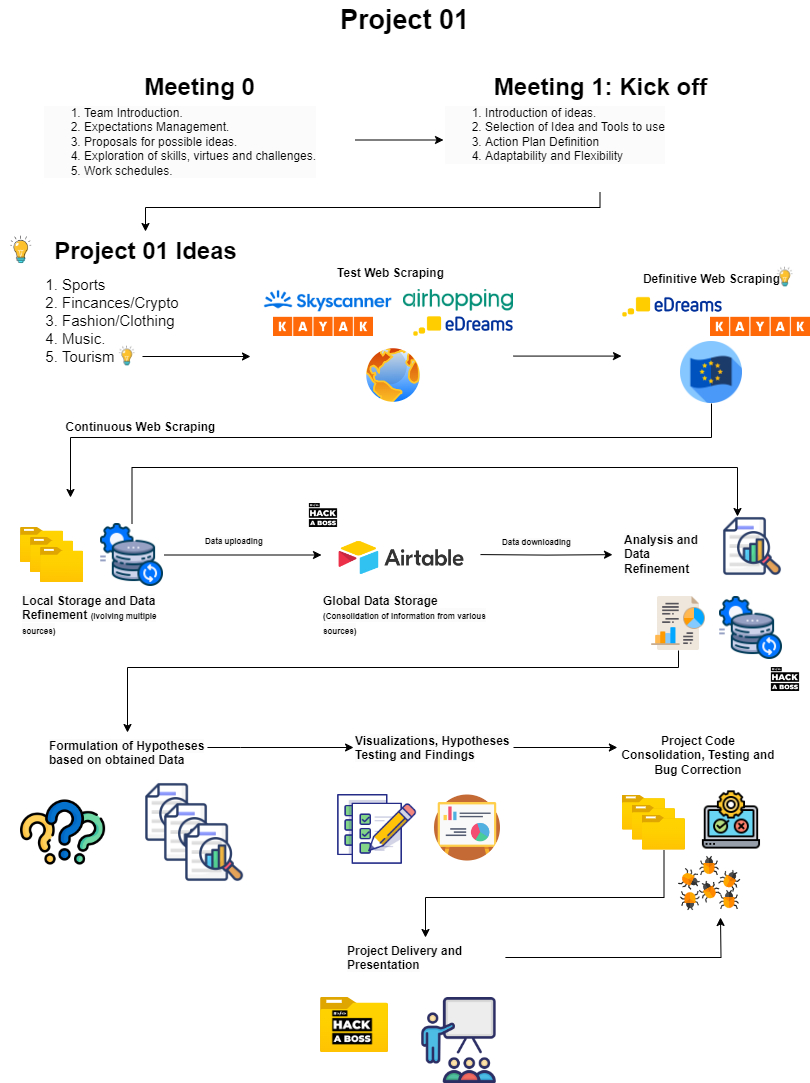 Project 01
Meeting 0
1. Team Introduction.
2. Expectations Management.
3. Proposals for possible ideas.
4. Exploration of skills, virtues and challenges.
5. Work schedules.
Meeting 1: Kick off
1. Introduction of ideas.
2. Selection of Idea and Tools to use
3. Action Plan Definition
4. Adaptability and Flexibility
Project 01 Ideas
1. Sports
2. Fincances/Crypto
3. Fashion/Clothing
4. Music.
5. Tourism
Test Web Scraping
Skyscanner
airhopping
KAYAK
eDreams
Definitive Web Scraping
eDreams
KAYAK
Continuous Web Scraping
Local Storage and Data
Refinement (Ivolving multiple
sources)
Data uploading
</>
HACK
A BOSS
Airtable
Global Data Storage
(Consolidation of information from various
sources)
Data downloading
Analysis and
Data
Refinement
</>
HACK
A BOSS
Formulation of Hypotheses
based on obtained Data
Visualizations, Hypotheses
Testing and Findings
Project Code
Consolidation, Testing and
Bug Correction
Project Delivery and
Presentation
</>
HACK
A BOSS